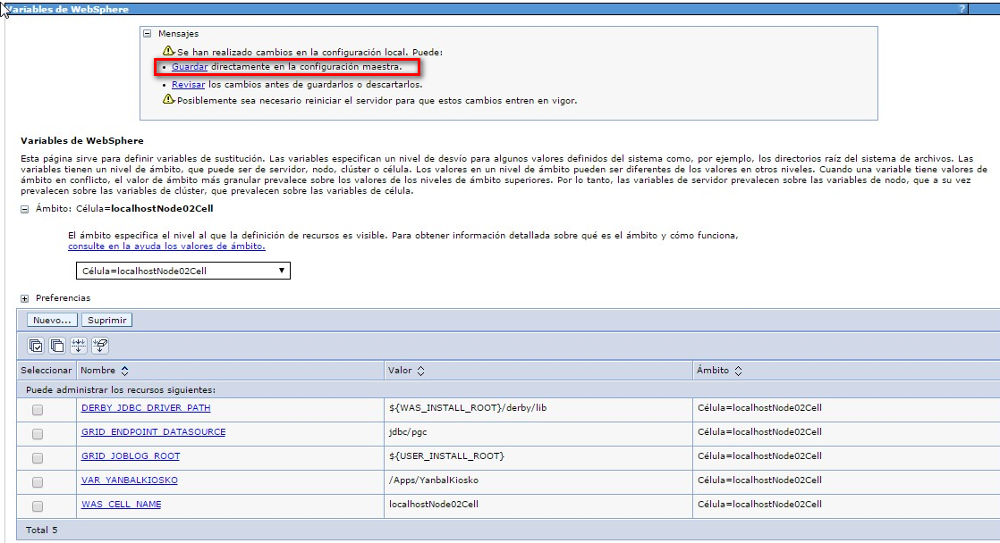 Variables de WebSphere
?
Mensajes
Se han realizado cambios en la configuración local. Puede:
• Guardar directamente en la configuración maestra.
• Revisar los cambios antes de guardarlos o descartarlos.
Posiblemente sea necesario reiniciar el servidor para que estos cambios entren en vigor.
Variables de WebSphere
Esta página sirve para definir variables de sustitución. Las variables especifican un nivel de desvío para algunos valores definidos del sistema como, por ejemplo, los directorios raíz del sistema de archivos. Las
variables tienen un nivel de ámbito, que puede ser de servidor, nodo, clúster o célula. Los valores en un nivel de ámbito pueden ser diferentes de los valores en otros niveles. Cuando una variable tiene valores de
ámbito en conflicto, el valor de ámbito más granular prevalece sobre los valores de los niveles de ámbito superiores. Por lo tanto, las variables de servidor prevalecen sobre las variables de nodo, que a su vez
prevalecen sobre las variables de clúster, que prevalecen sobre las variables de célula.
Ámbito: Célula=localhostNode02Cell
El ámbito especifica el nivel al que la definición de recursos es visible. Para obtener información detallada sobre qué es el ámbito y cómo funciona,
consulte en la ayuda los valores de ámbito.
Célula=localhostNode02Cell
Preferencias
Nuevo... Suprimir
Seleccionar Nombre Valor Ámbito
Puede administrar los recursos siguientes:
DERBY_JDBC_DRIVER_PATH ${WAS_INSTALL_ROOT}/derby/lib Célula=localhostNode02Cell
GRID_ENDPOINT_DATASOURCE jdbc/pgc Célula=localhostNode02Cell
GRID_JOBLOG_ROOT ${USER_INSTALL_ROOT} Célula=localhostNode02Cell
VAR_YANBALKIOSKO /Apps/YanbalKiosko Célula=localhostNode02Cell
WAS_CELL_NAME localhostNode02Cell Célula=localhostNode02Cell
Total 5